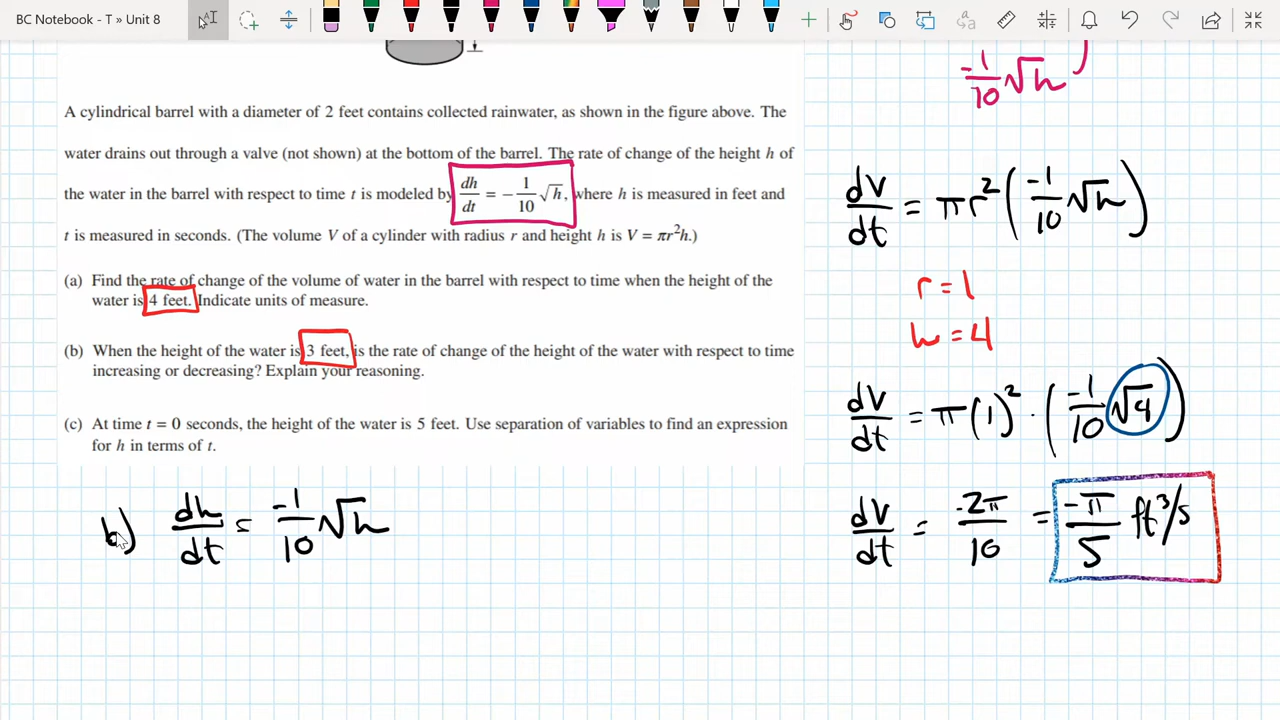 BC Notebook - T » Unit 8
A cylindrical barrel with a diameter of 2 feet contains collected rainwater, as shown in the figure above. The
water drains out through a valve (not shown) at the bottom of the barrel. The rate of change of the height h of
the water in the barrel with respect to time t is modeled by dh/dt = -1/10 √h, where h is measured in feet and
t is measured in seconds. (The volume V of a cylinder with radius r and height h is V = πr²h.)
(a) Find the rate of change of the volume of water in the barrel with respect to time when the height of the
water is 4 feet. Indicate units of measure.
(b) When the height of the water is 3 feet, is the rate of change of the height of the water with respect to time
increasing or decreasing? Explain your reasoning.
(c) At time t = 0 seconds, the height of the water is 5 feet. Use separation of variables to find an expression
for h in terms of t.
b) dh/dt = -1/10 √h
-1/10 √h)
dV/dt = πr² (-1/10 √h)
r = 1
h = 4
dV/dt = π(1)² · (-1/10 √4)
dV/dt = -2π/10 = -π/5 ft³/s